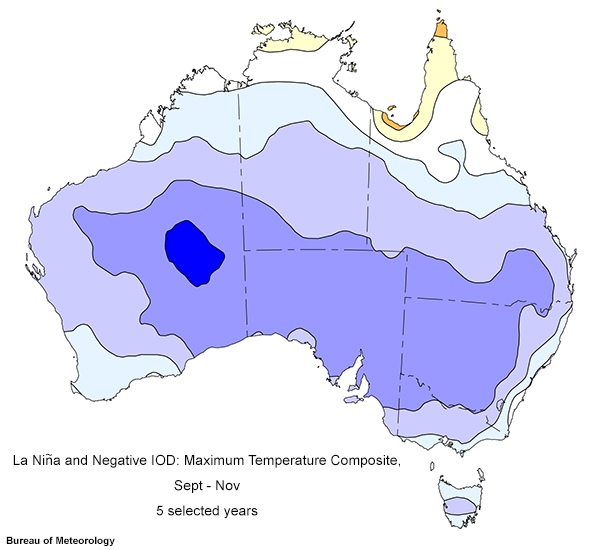 La Niña and Negative IOD: Maximum Temperature Composite,
Sept - Nov
5 selected years
Bureau of Meteorology